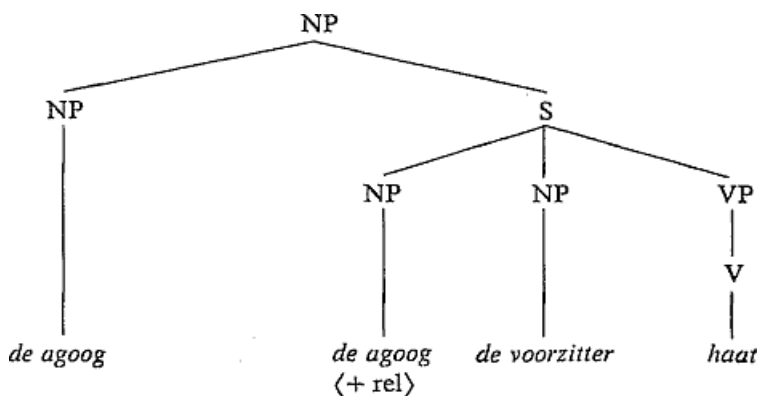 NP
NP S
NP NP VP
V
de agoog de agoog de voorzitter haat
⟨+ rel⟩